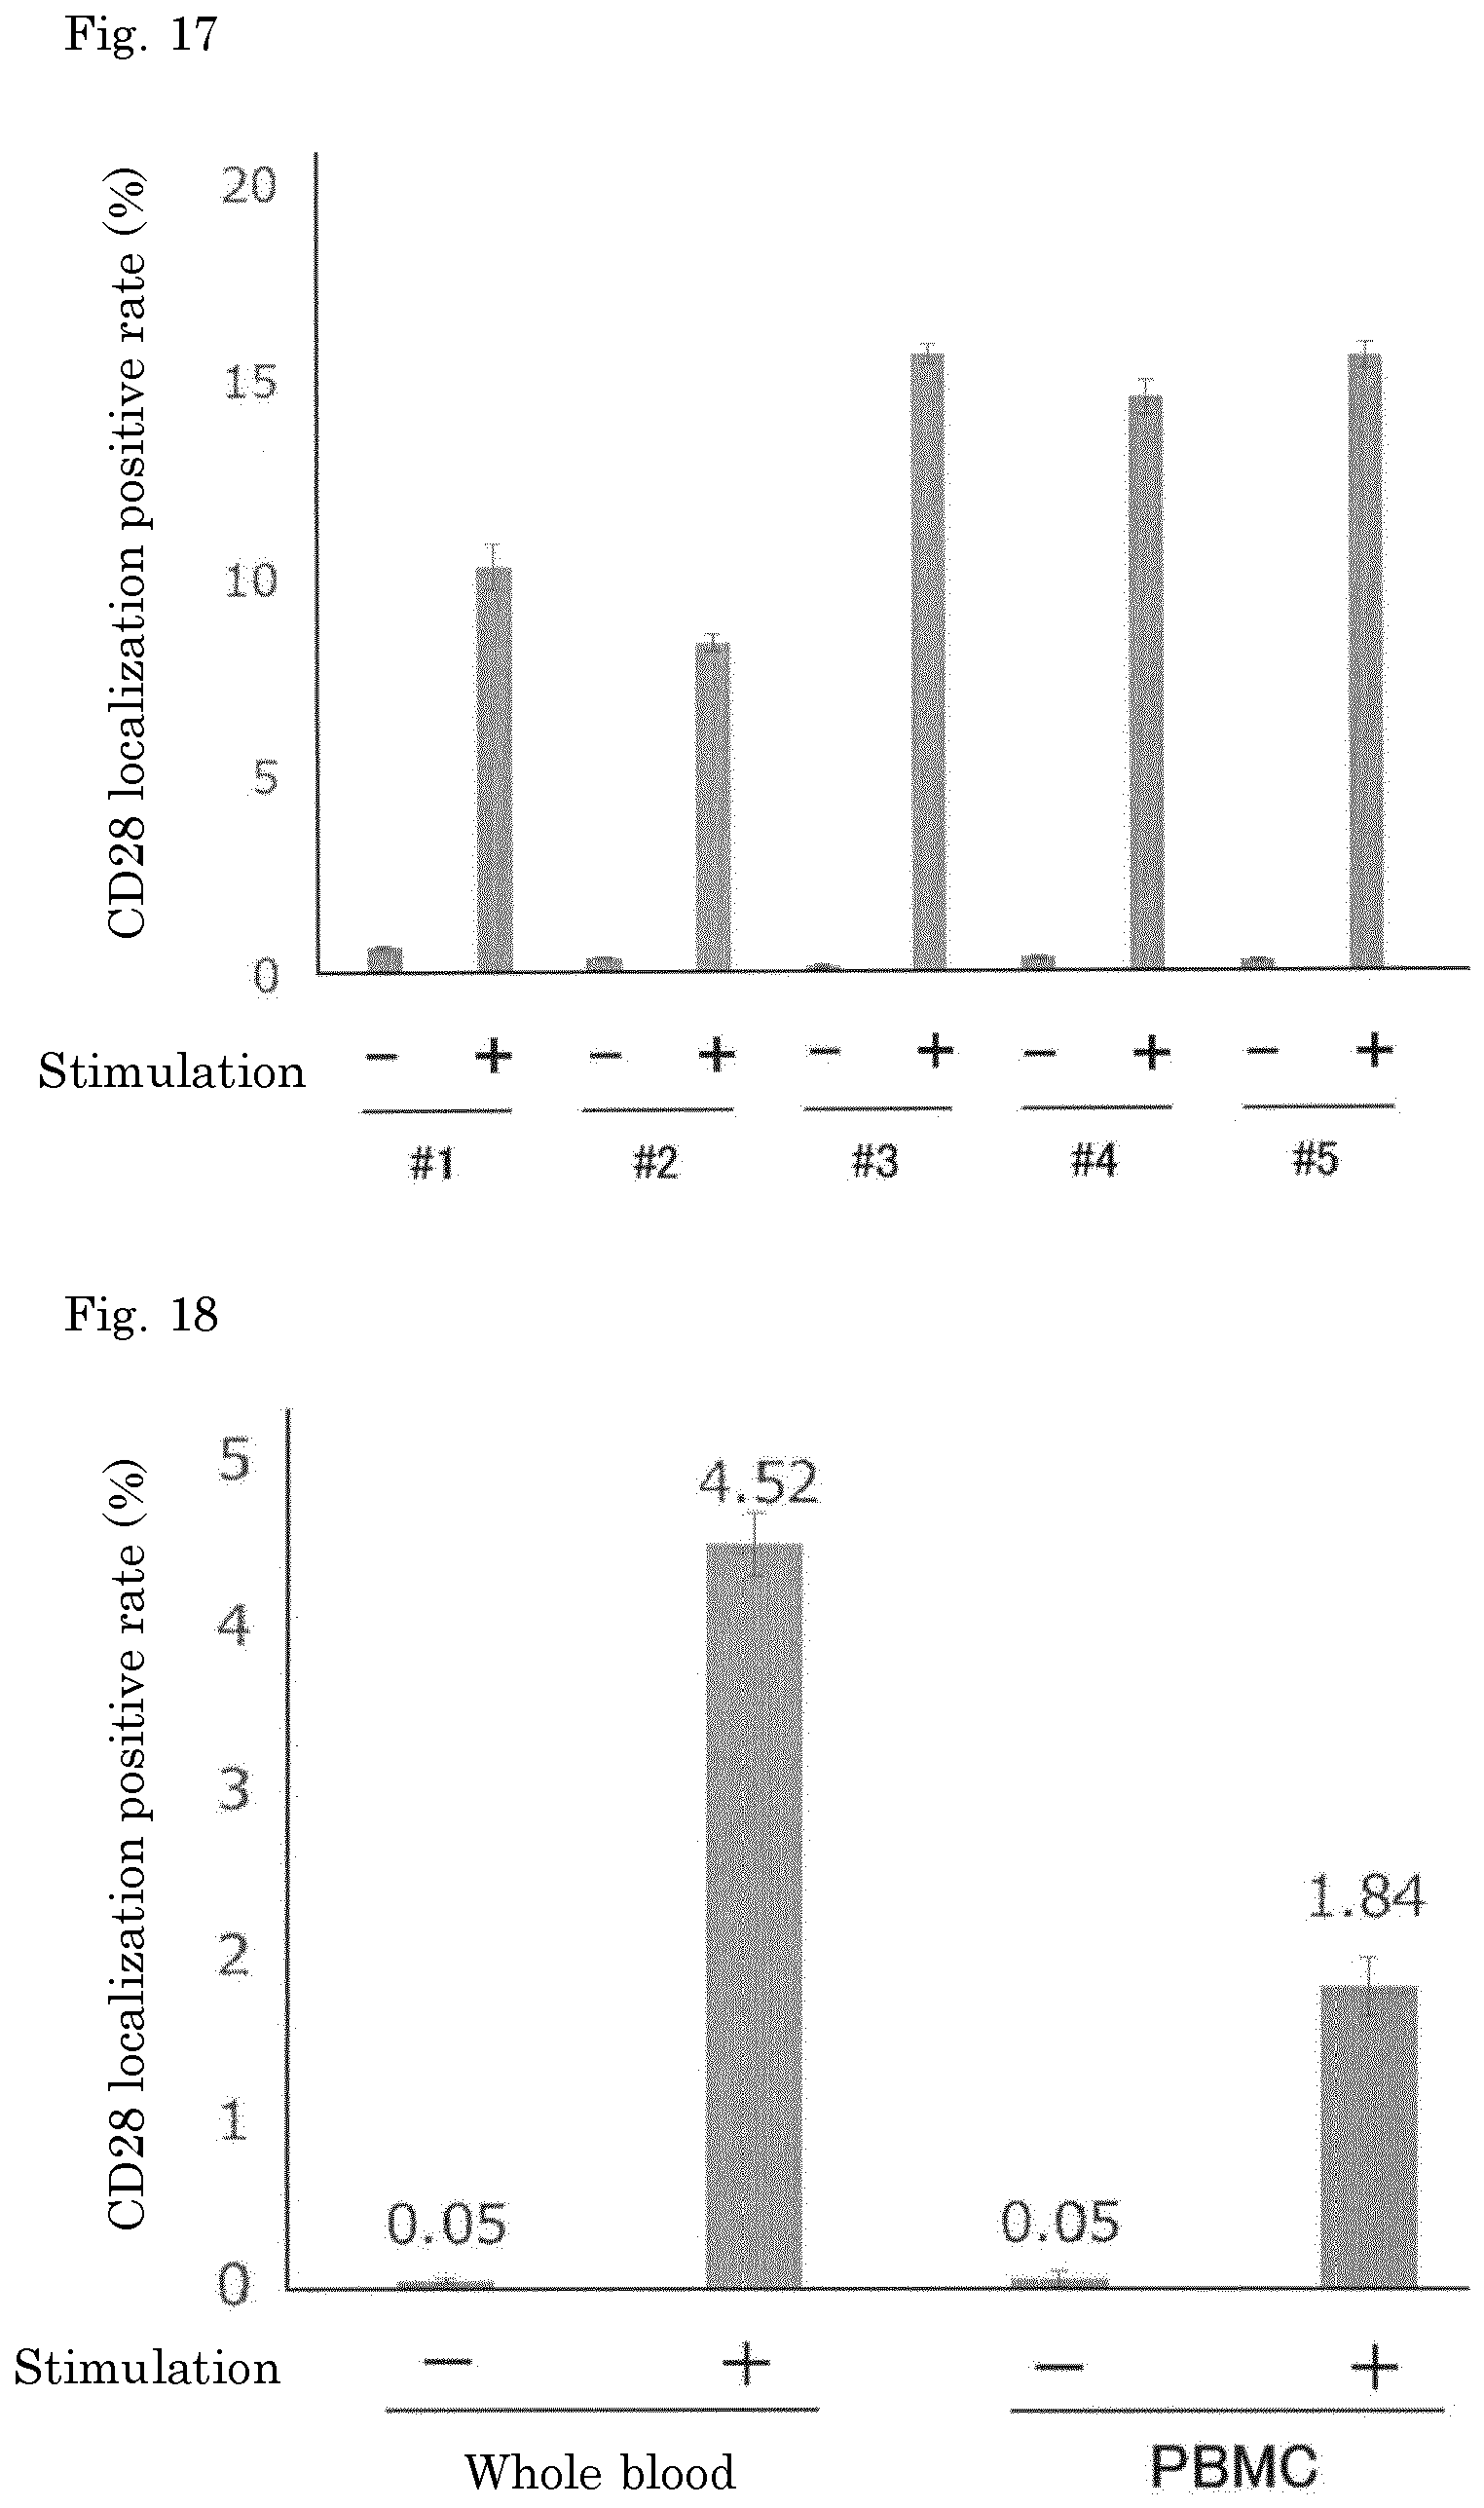 Fig. 17
CD28 localization positive rate (%)
20
15
10
5
0
Stimulation − + − + − + − + − +
#1 #2 #3 #4 #5
Fig. 18
CD28 localization positive rate (%)
5
4
3
2
1
0
4.52
1.84
0.05 0.05
Stimulation − + − +
Whole blood PBMC